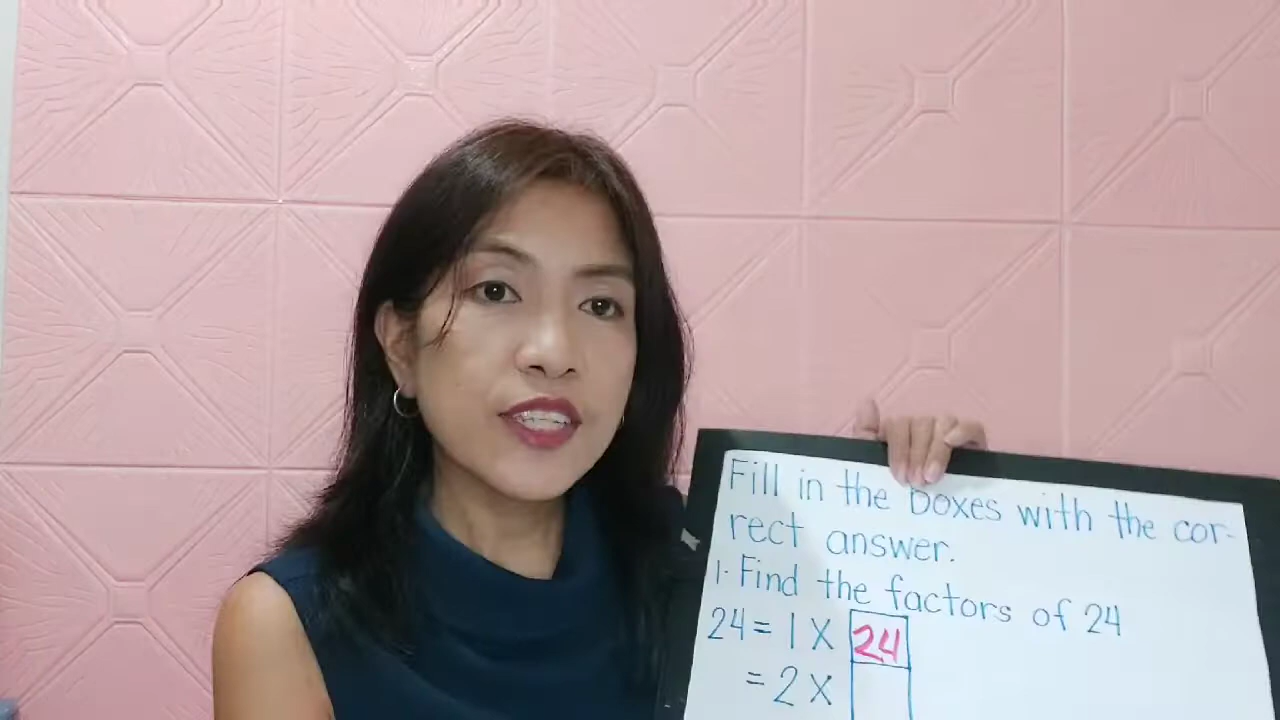 Fill in the boxes with the cor-
rect answer.
1. Find the factors of 24
24 = 1 X 24
= 2 X